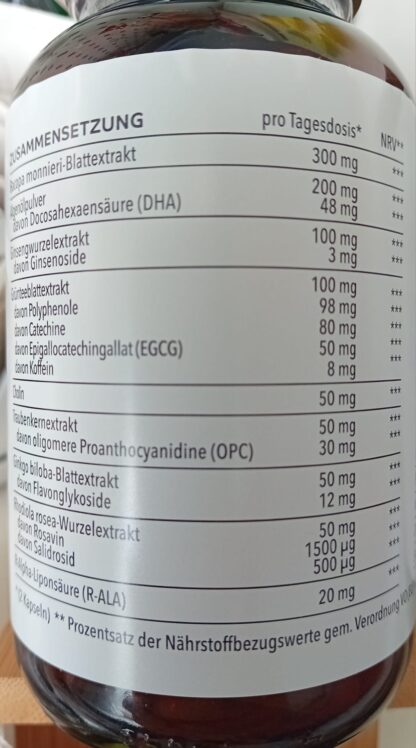 ZUSAMMENSETZUNG pro Tagesdosis* NRV**
Bacopa monnieri-Blattextrakt 300 mg ***
Algenölpulver 200 mg ***
davon Docosahexaensäure (DHA) 48 mg ***
Ginsengwurzelextrakt 100 mg ***
davon Ginsenoside 3 mg ***
Grünteeblattextrakt 100 mg ***
davon Polyphenole 98 mg ***
davon Catechine 80 mg ***
davon Epigallocatechingallat (EGCG) 50 mg ***
davon Koffein 8 mg ***
Cholin 50 mg ***
Traubenkernextrakt 50 mg ***
davon oligomere Proanthocyanidine (OPC) 30 mg ***
Ginkgo biloba-Blattextrakt 50 mg ***
davon Flavonglykoside 12 mg ***
Rhodiola rosea-Wurzelextrakt 50 mg ***
davon Rosavin 1500 µg ***
davon Salidrosid 500 µg ***
R-Alpha-Liponsäure (R-ALA) 20 mg ***
Kapseln) ** Prozentsatz der Nährstoffbezugswerte gem. Verordnung